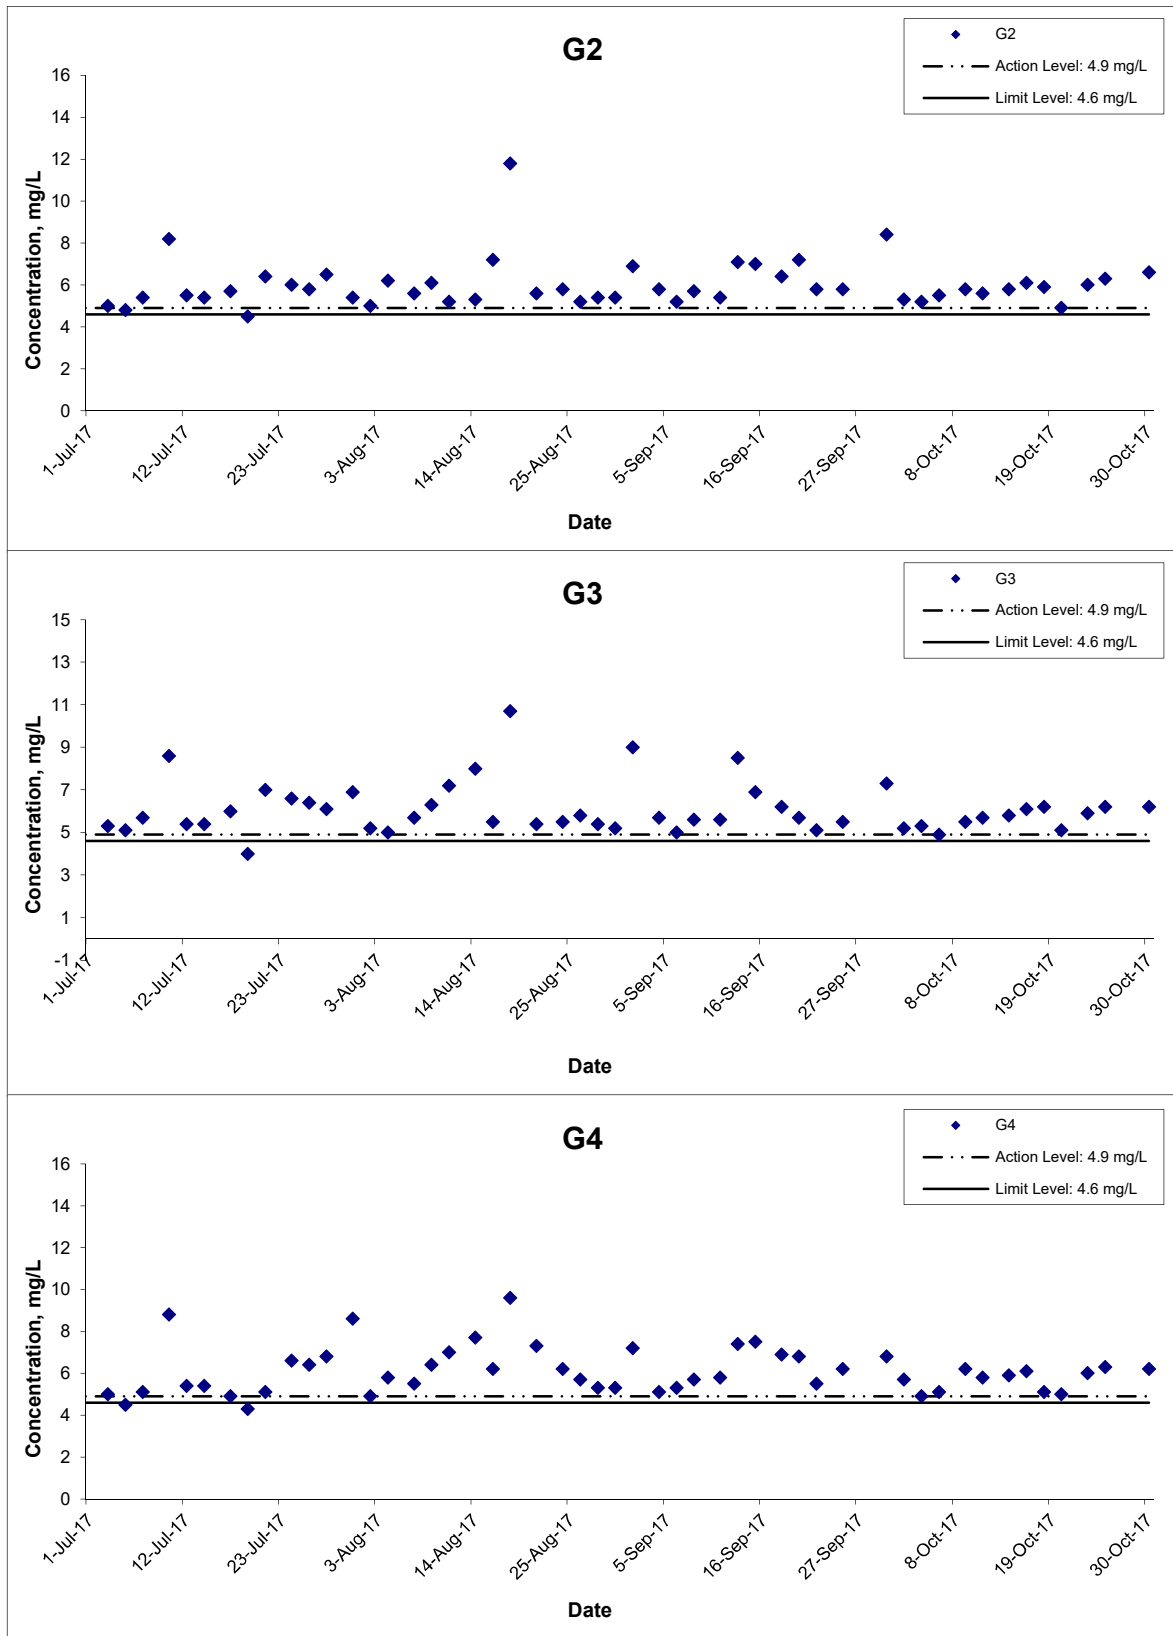 G2
G2
Action Level: 4.9 mg/L
Limit Level: 4.6 mg/L
Concentration, mg/L
16
14
12
10
8
6
4
2
0
1-Jul-17
12-Jul-17
23-Jul-17
3-Aug-17
14-Aug-17
25-Aug-17
5-Sep-17
16-Sep-17
27-Sep-17
8-Oct-17
19-Oct-17
30-Oct-17
Date
G3
G3
Action Level: 4.9 mg/L
Limit Level: 4.6 mg/L
Concentration, mg/L
15
13
11
9
7
5
3
1
-1
1-Jul-17
12-Jul-17
23-Jul-17
3-Aug-17
14-Aug-17
25-Aug-17
5-Sep-17
16-Sep-17
27-Sep-17
8-Oct-17
19-Oct-17
30-Oct-17
Date
G4
G4
Action Level: 4.9 mg/L
Limit Level: 4.6 mg/L
Concentration, mg/L
16
14
12
10
8
6
4
2
0
1-Jul-17
12-Jul-17
23-Jul-17
3-Aug-17
14-Aug-17
25-Aug-17
5-Sep-17
16-Sep-17
27-Sep-17
8-Oct-17
19-Oct-17
30-Oct-17
Date